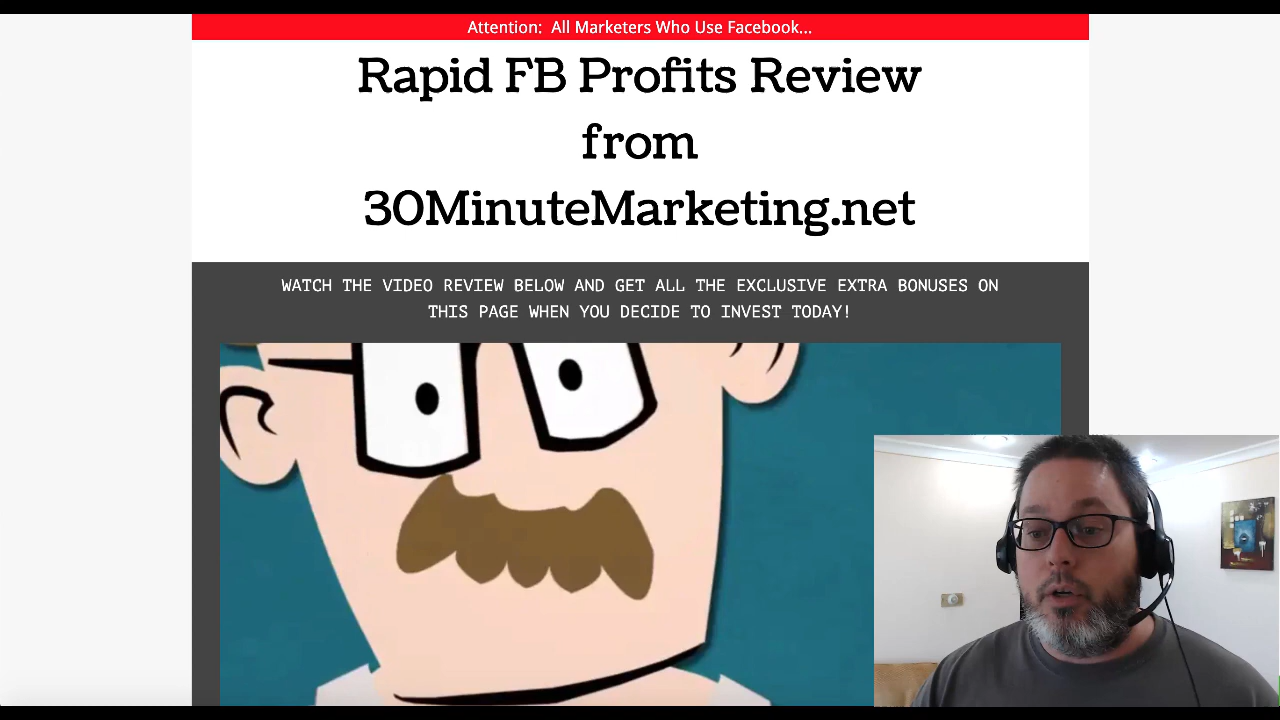 Attention:  All Marketers Who Use Facebook...
Rapid FB Profits Review
from
30MinuteMarketing.net
WATCH THE VIDEO REVIEW BELOW AND GET ALL THE EXCLUSIVE EXTRA BONUSES ON
THIS PAGE WHEN YOU DECIDE TO INVEST TODAY!